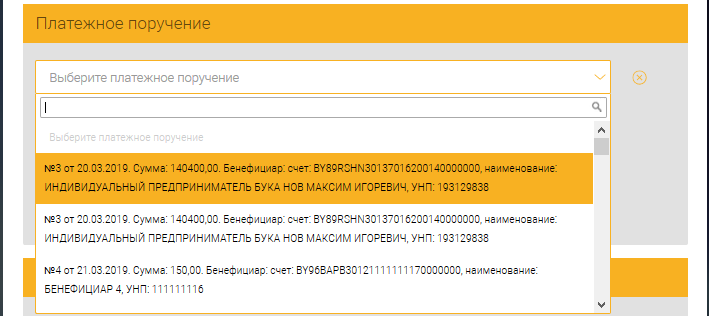 Платежное поручение
Выберите платежное поручение
Выберите платежное поручение
№3 от 20.03.2019. Сумма: 140400,00. Бенефициар: счет: BY89RSHN30137016200140000000, наименование:
ИНДИВИДУАЛЬНЫЙ ПРЕДПРИНИМАТЕЛЬ БУКА НОВ МАКСИМ ИГОРЕВИЧ, УНП: 193129838
№3 от 20.03.2019. Сумма: 140400,00. Бенефициар: счет: BY89RSHN30137016200140000000, наименование:
ИНДИВИДУАЛЬНЫЙ ПРЕДПРИНИМАТЕЛЬ БУКА НОВ МАКСИМ ИГОРЕВИЧ, УНП: 193129838
№4 от 21.03.2019. Сумма: 150,00. Бенефициар: счет: BY96BAPB30121111111170000000, наименование:
БЕНЕФИЦИАР 4, УНП: 111111116